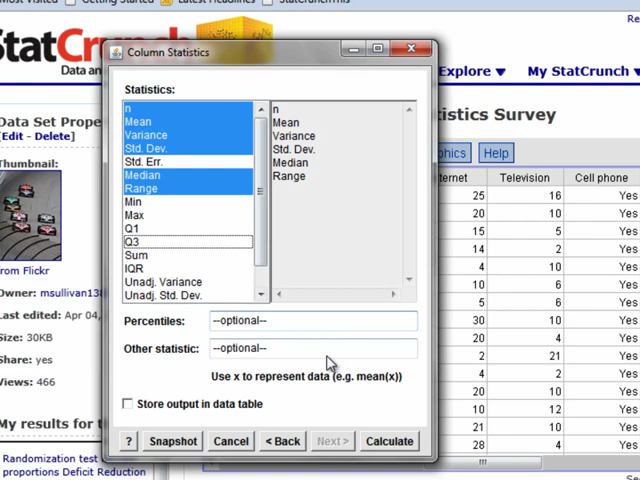 Most Visited
Getting Started
Latest Headlines
StatCrunchThis
Re
StatCrunch
Data an
Explore ▼
My StatCrunch ▼
Data Set Prope
[Edit - Delete]
Thumbnail:
from Flickr
Owner: msullivan13
Last edited: Apr 04,
Size: 30KB
Share: yes
Views: 466
My results for t
Randomization test
proportions Deficit Reduction
Column Statistics
Statistics:
n
Mean
Variance
Std. Dev.
Std. Err.
Median
Range
Min
Max
Q1
Q3
Sum
IQR
Unadj. Variance
Unadj. Std. Dev.
n
Mean
Variance
Std. Dev.
Median
Range
Percentiles: --optional--
Other statistic: --optional--
Use x to represent data (e.g. mean(x))
Store output in data table
? Snapshot Cancel < Back Next > Calculate
tistics Survey
phics Help
ternet Television Cell phone
25 16 Yes
20 10 Yes
15 5 Yes
14 2 Yes
4 10 Yes
10 6 Yes
5 6 Yes
30 10 Yes
20 4 Yes
2 21 Yes
4 4 Yes
20 10 Yes
10 12 Yes
21 10 Yes
28 4 Yes
Se